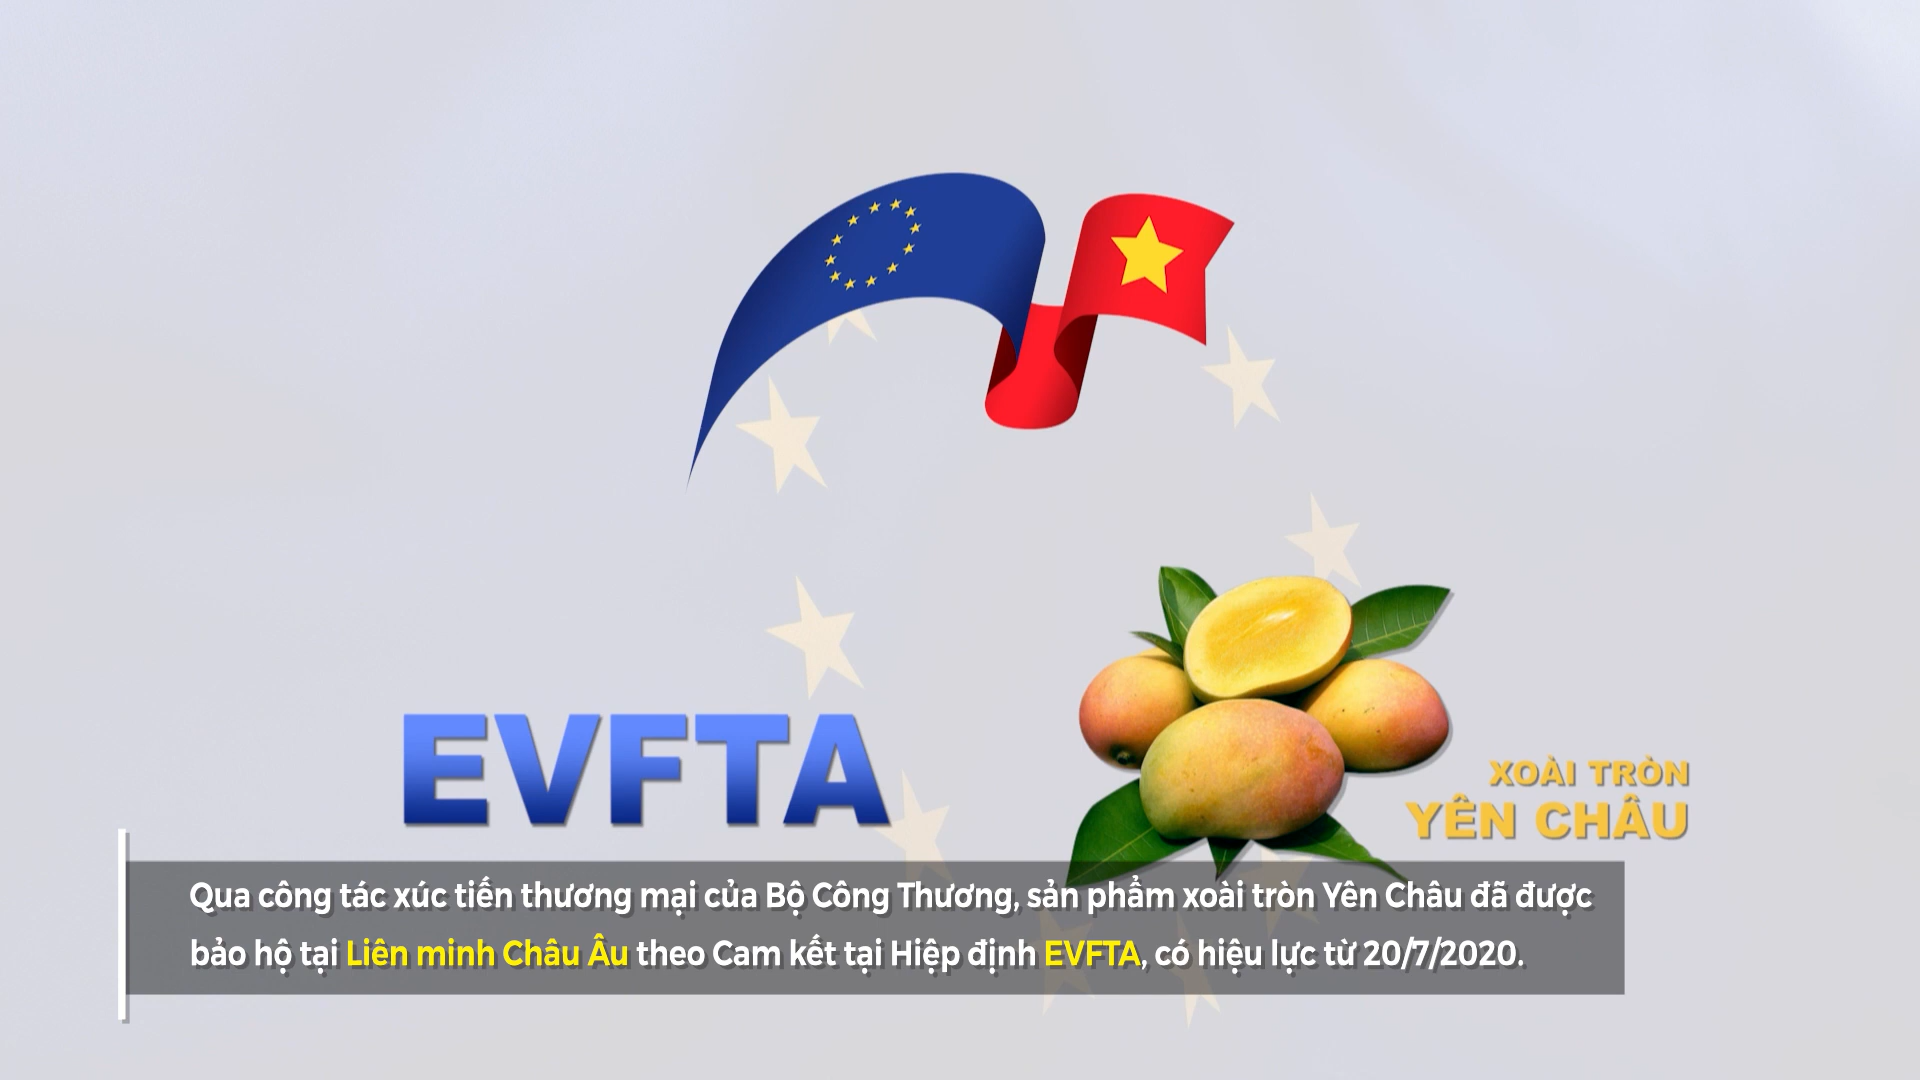 EVFTA
XOÀI TRÒN
YÊN CHÂU
Qua công tác xúc tiến thương mại của Bộ Công Thương, sản phẩm xoài tròn Yên Châu đã được
bảo hộ tại Liên minh Châu Âu theo Cam kết tại Hiệp định EVFTA, có hiệu lực từ 20/7/2020.